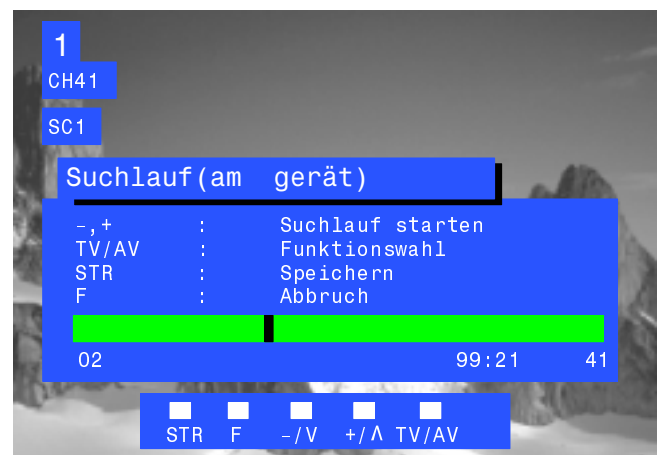 1
CH41
SC1
Suchlauf(am gerät)
-,+ : Suchlauf starten
TV/AV : Funktionswahl
STR : Speichern
F : Abbruch
02 99:21 41
STR F -/V +/Λ TV/AV